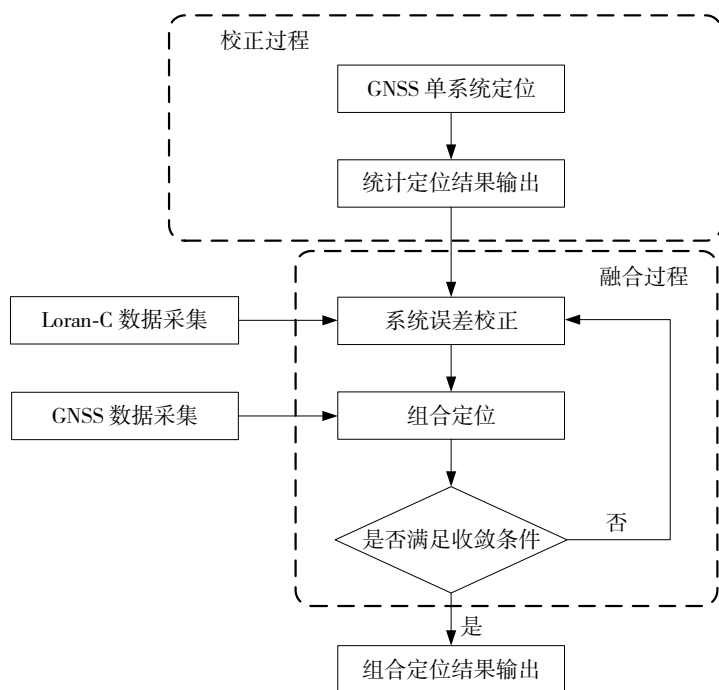 校正过程
GNSS 单系统定位
统计定位结果输出
融合过程
Loran-C 数据采集
系统误差校正
GNSS 数据采集
组合定位
是否满足收敛条件
否
是
组合定位结果输出